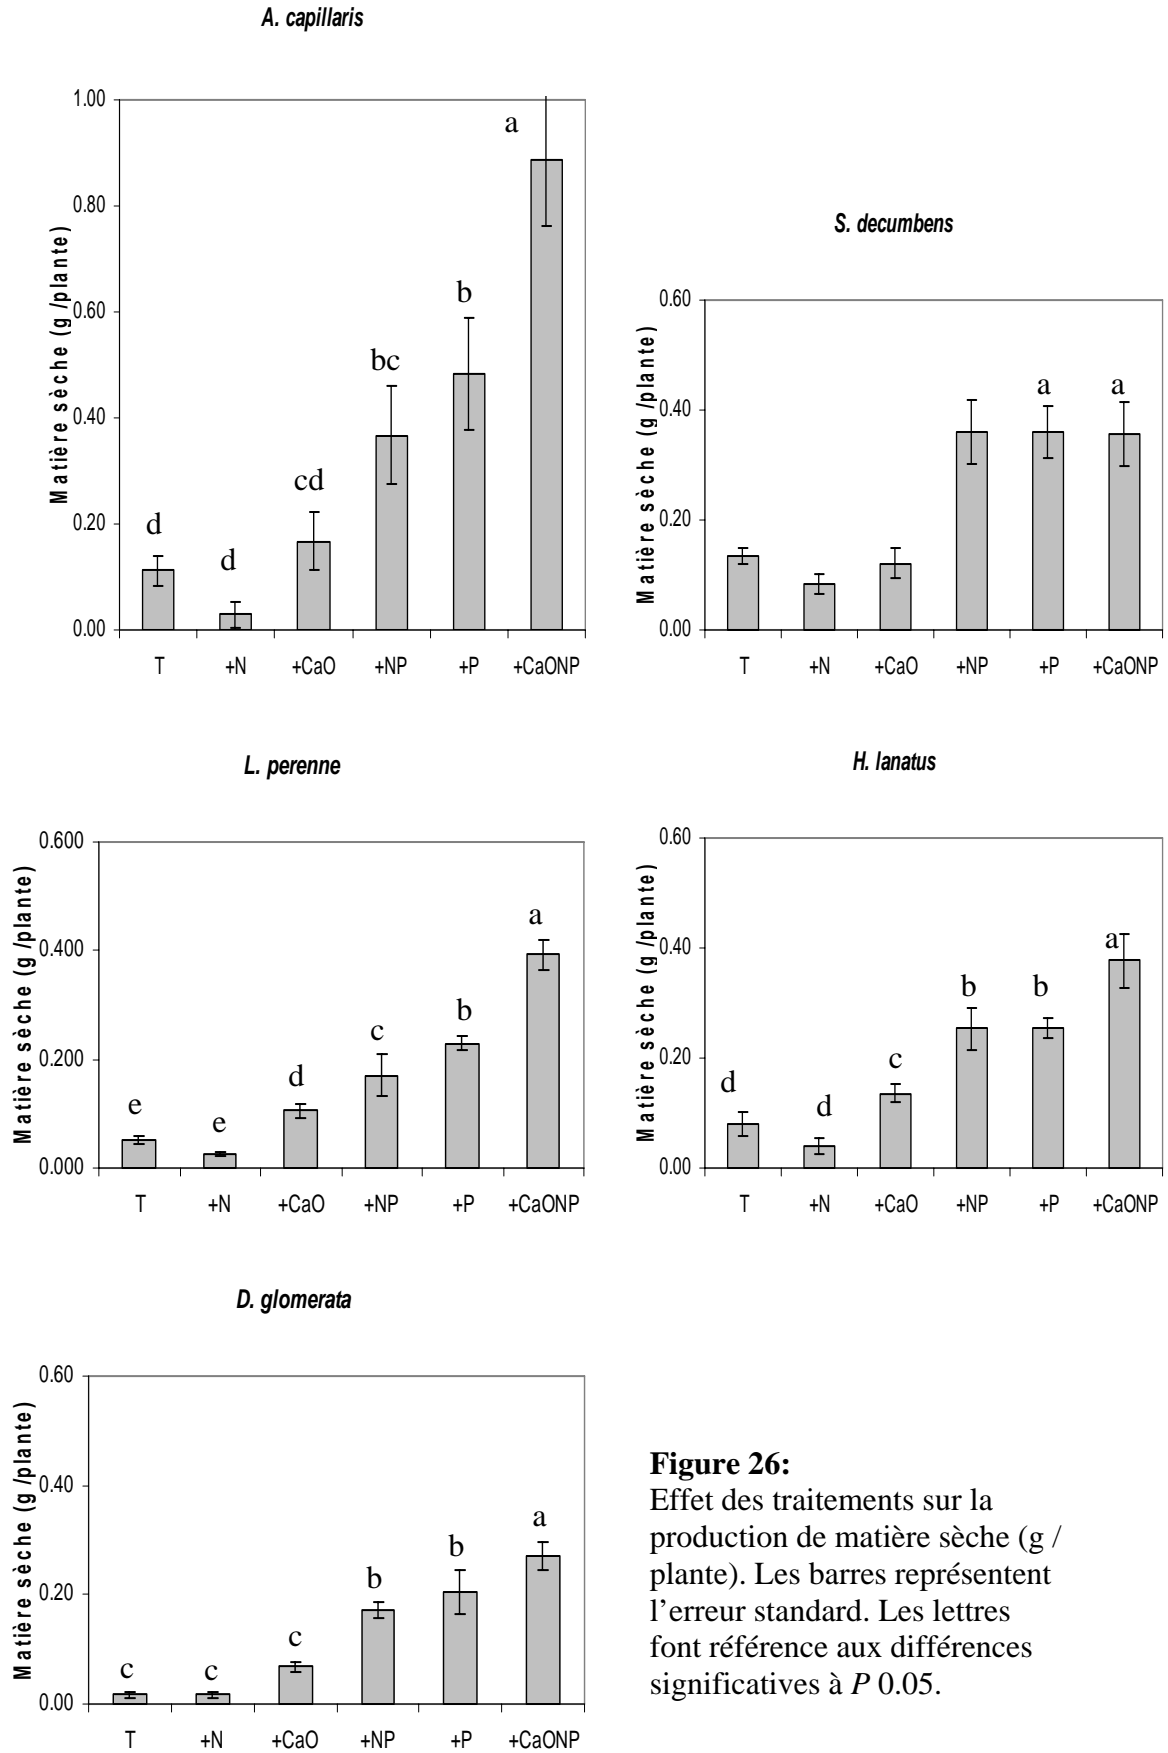 A. capillaris
Matière sèche (g /plante)
1.00
0.80
0.60
0.40
0.20
0.00
d
d
cd
bc
b
a
T +N +CaO +NP +P +CaONP
S. decumbens
Matière sèche (g /plante)
0.60
0.40
0.20
0.00
a a
T +N +CaO +NP +P +CaONP
L. perenne
Matière sèche (g /plante)
0.600
0.400
0.200
0.000
e
e
d
c
b
a
T +N +CaO +NP +P +CaONP
H. lanatus
Matière sèche (g /plante)
0.60
0.40
0.20
0.00
d
d
c
b
b
a
T +N +CaO +NP +P +CaONP
D. glomerata
Matière sèche (g /plante)
0.60
0.40
0.20
0.00
c
c
c
b
b
a
T +N +CaO +NP +P +CaONP
Figure 26:
Effet des traitements sur la
production de matière sèche (g /
plante). Les barres représentent
l’erreur standard. Les lettres
font référence aux différences
significatives à P 0.05.